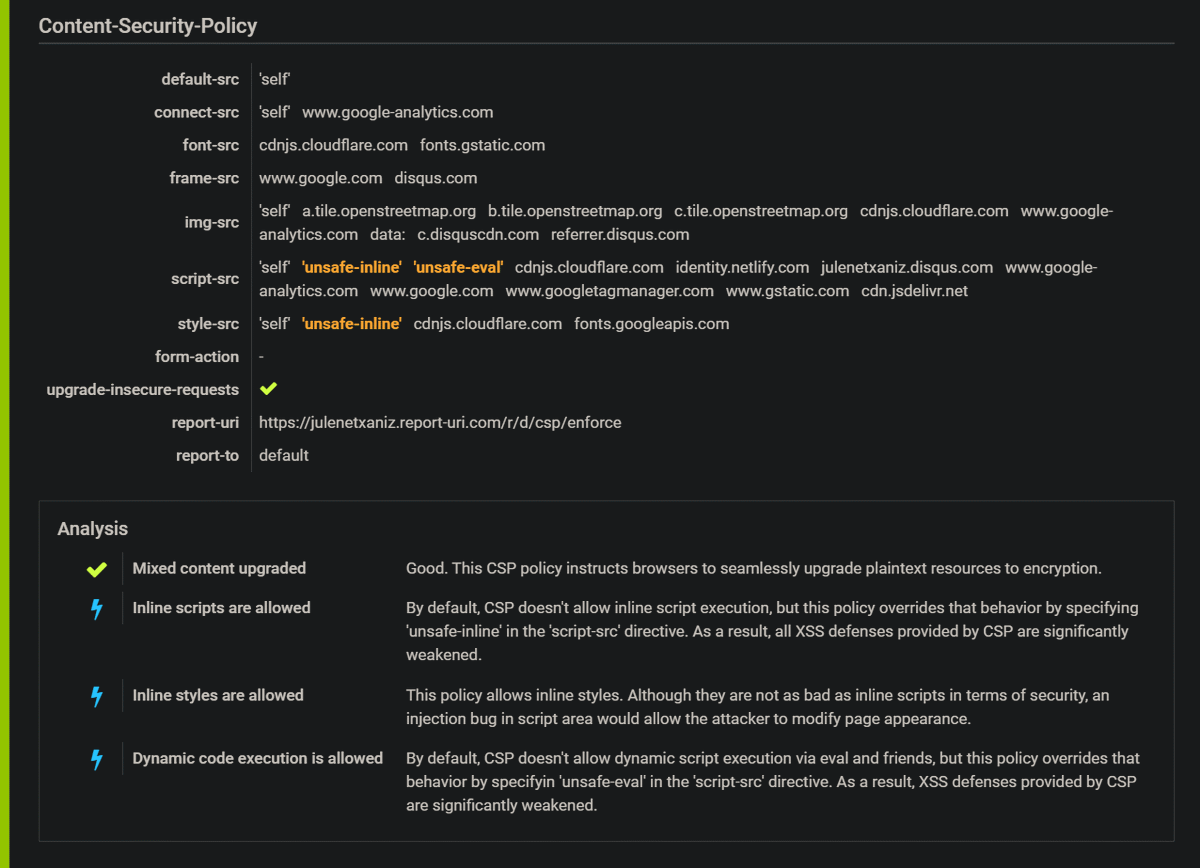 Content-Security-Policy
default-src 'self'
connect-src 'self' www.google-analytics.com
font-src cdnjs.cloudflare.com fonts.gstatic.com
frame-src www.google.com disqus.com
img-src 'self' a.tile.openstreetmap.org b.tile.openstreetmap.org c.tile.openstreetmap.org cdnjs.cloudflare.com www.google-
analytics.com data: c.disquscdn.com referrer.disqus.com
script-src 'self' 'unsafe-inline' 'unsafe-eval' cdnjs.cloudflare.com identity.netlify.com julenetxaniz.disqus.com www.google-
analytics.com www.google.com www.googletagmanager.com www.gstatic.com cdn.jsdelivr.net
style-src 'self' 'unsafe-inline' cdnjs.cloudflare.com fonts.googleapis.com
form-action -
upgrade-insecure-requests
report-uri https://julenetxaniz.report-uri.com/r/d/csp/enforce
report-to default
Analysis
Mixed content upgraded Good. This CSP policy instructs browsers to seamlessly upgrade plaintext resources to encryption.
Inline scripts are allowed By default, CSP doesn't allow inline script execution, but this policy overrides that behavior by specifying
'unsafe-inline' in the 'script-src' directive. As a result, all XSS defenses provided by CSP are significantly
weakened.
Inline styles are allowed This policy allows inline styles. Although they are not as bad as inline scripts in terms of security, an
injection bug in script area would allow the attacker to modify page appearance.
Dynamic code execution is allowed By default, CSP doesn't allow dynamic script execution via eval and friends, but this policy overrides that
behavior by specifyin 'unsafe-eval' in the 'script-src' directive. As a result, XSS defenses provided by CSP
are significantly weakened.